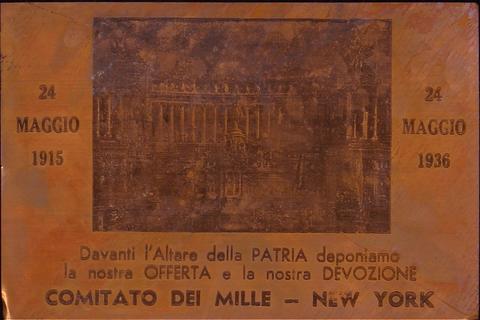 24
MAGGIO
1915
24
MAGGIO
1936
Davanti l'Altare della PATRIA deponiamo
la nostra OFFERTA e la nostra DEVOZIONE
COMITATO DEI MILLE – NEW YORK